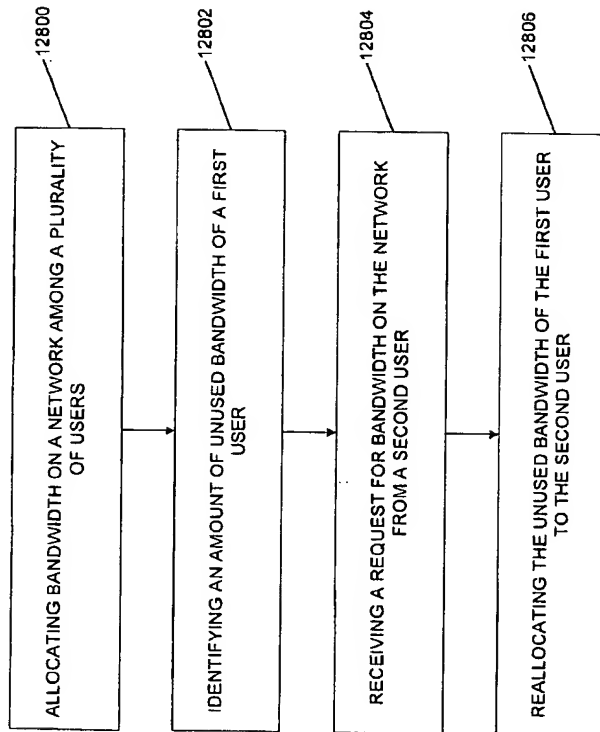 12800
ALLOCATING BANDWIDTH ON A NETWORK AMONG A PLURALITY
OF USERS
12802
IDENTIFYING AN AMOUNT OF UNUSED BANDWIDTH OF A FIRST
USER
12804
RECEIVING A REQUEST FOR BANDWIDTH ON THE NETWORK
FROM A SECOND USER
12806
REALLOCATING THE UNUSED BANDWIDTH OF THE FIRST USER
TO THE SECOND USER